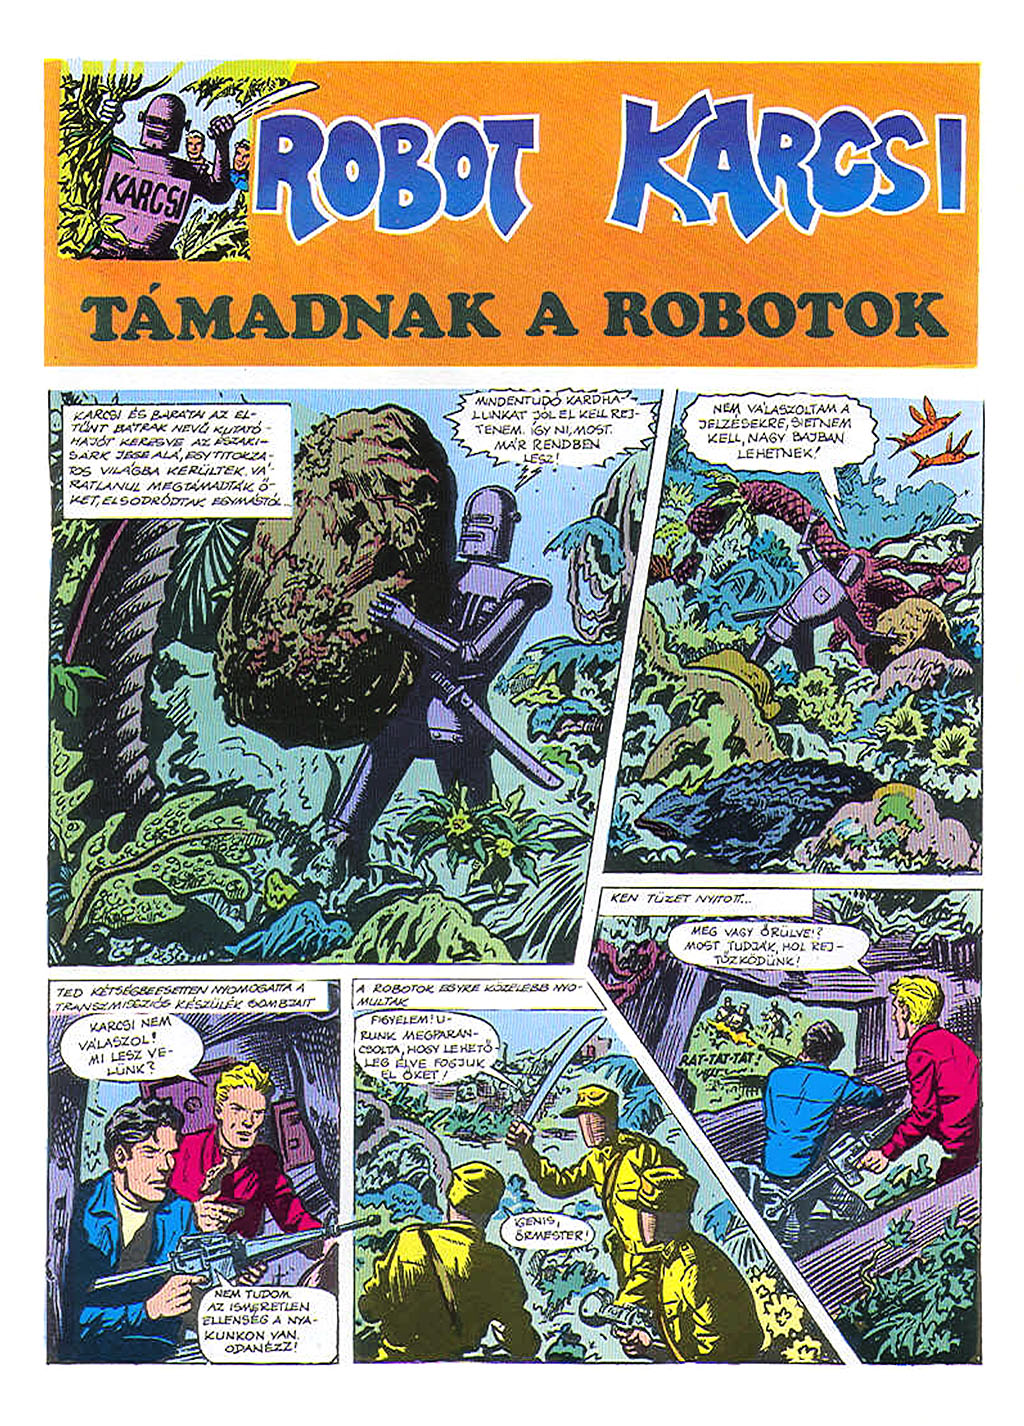 KARCSI
ROBOT KARCSI
TÁMADNAK A ROBOTOK
KARCSI ÉS BARÁTAI AZ EL-
TŰNT BÁTRAK NEVŰ KUTATÓ-
HAJÓT KERESVE AZ ÉSZAKI-
SARK JEGE ALÁ, EGY TITOKZA-
TOS VILÁGBA KERÜLTEK. VÁ-
RATLANUL MEGTÁMADTÁK Ő-
KET, ELSODRÓDTAK EGYMÁSTÓL...
MINDENTUDÓ KARDHA-
LUNKAT JÓL EL KELL REJ-
TENEM. ÍGY NI, MOST
MÁR RENDBEN
LESZ!
NEM VÁLASZOLTAM A
JELZÉSEKRE, SIETNEM
KELL, NAGY BAJBAN
LEHETNEK!
TED KÉTSÉGBEESETTEN NYOMOGATTA A
TRANSZMISSZIÓS KÉSZÜLÉK GOMBJAIT
KARCSI NEM
VÁLASZOL!
MI LESZ VE-
LÜNK?
NEM TUDOM
AZ ISMERETLEN
ELLENSÉG A NYA-
KUNKON VAN.
ODANÉZZ!
A ROBOTOK EGYRE KÖZELEBB NYO-
MULTAK
FIGYELEM! U-
RUNK MEGPARAN-
CSOLTA, HOGY LEHETŐ-
LEG ÉLVE FOGJUK
EL ŐKET!
IGENIS,
ŐRMESTER!
KEN TÜZET NYITOTT...
MEG VAGY ŐRÜLVE!?
MOST TUDJÁK, HOL REJ-
TŐZKÖDÜNK!
RAT-TAT-TAT!